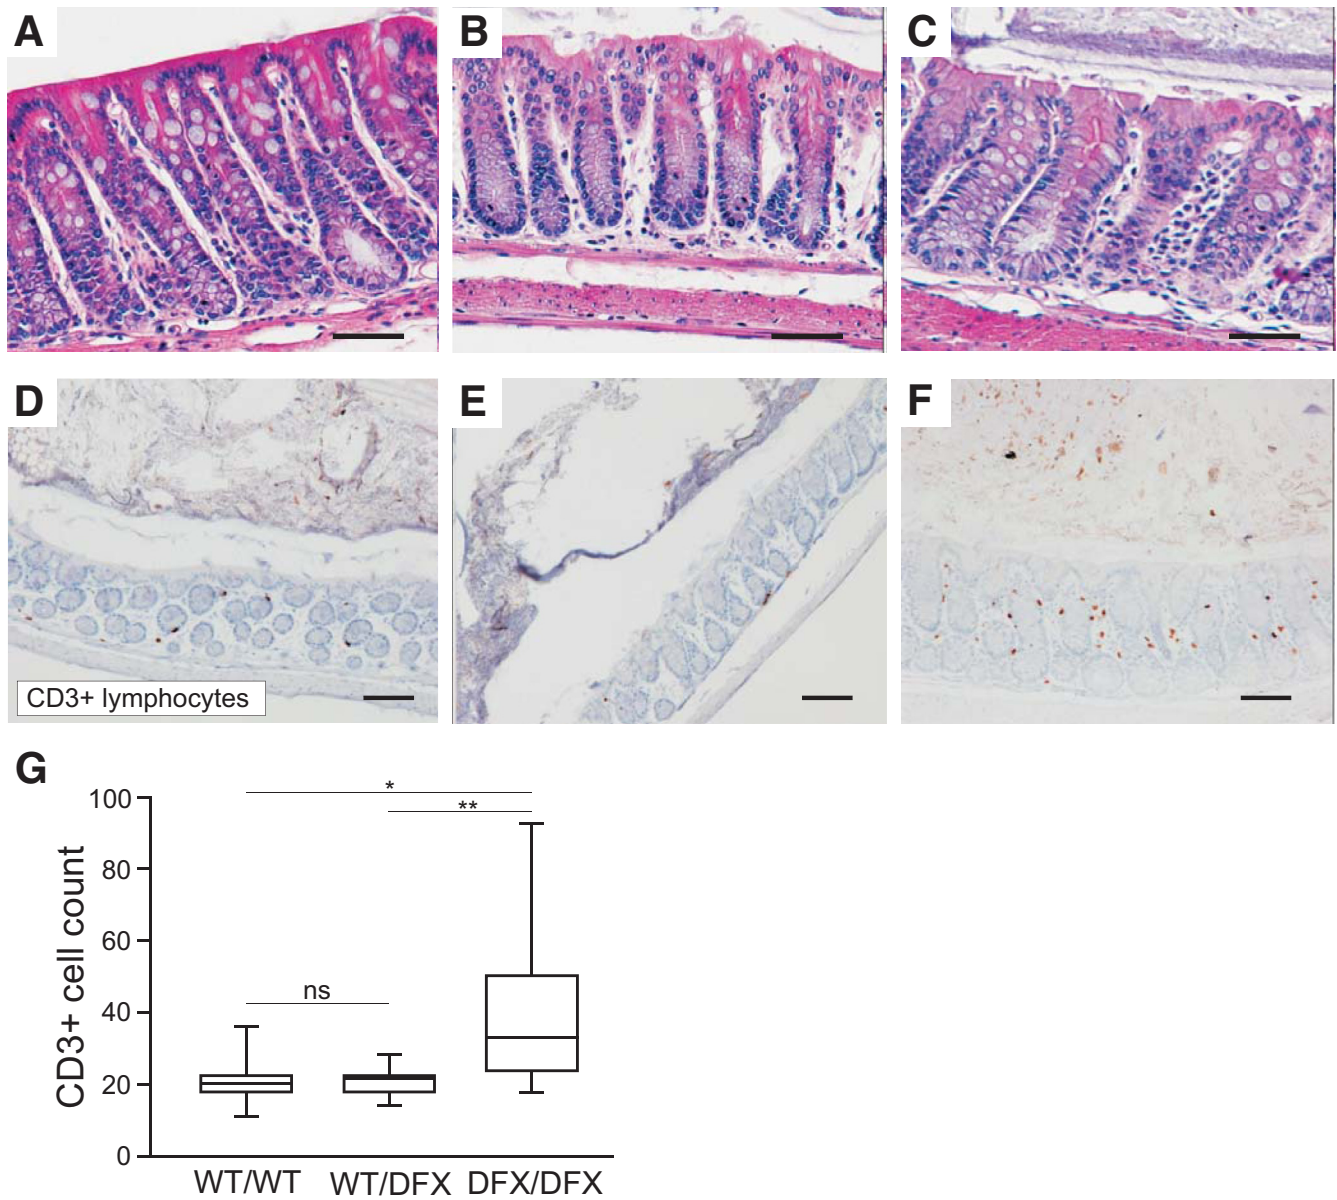 A
B
C
D
E
F
CD3+ lymphocytes
G
*
**
ns
100
80
60
40
20
0
CD3+ cell count
WT/WT
WT/DFX
DFX/DFX